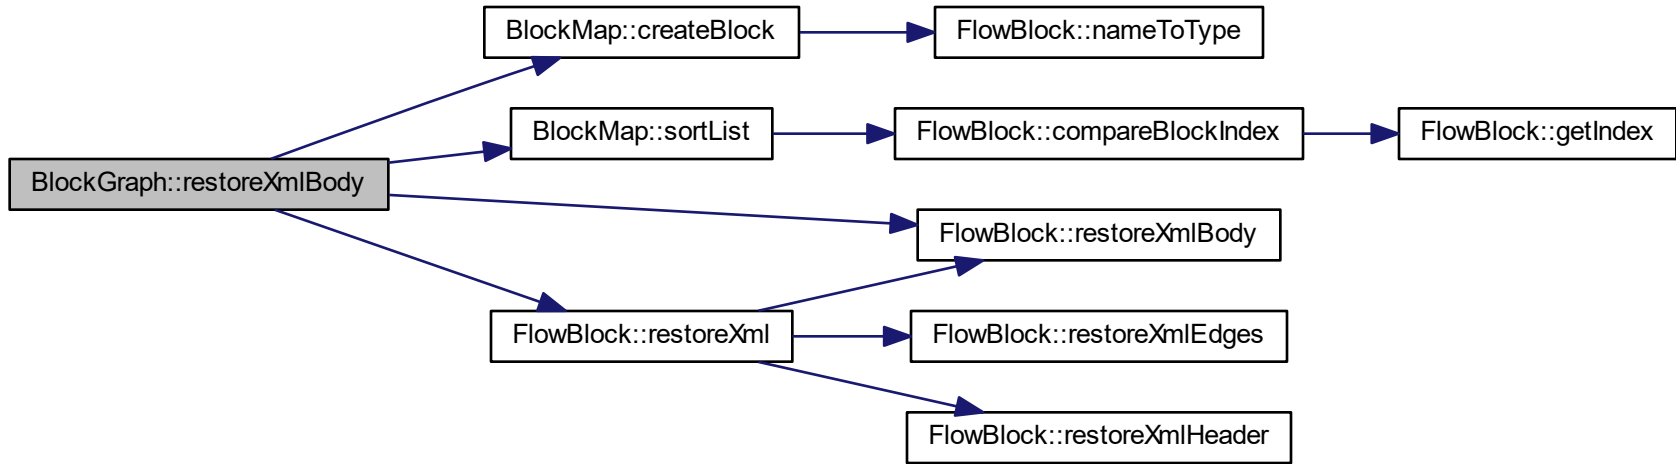 BlockMap::createBlock
FlowBlock::nameToType
BlockMap::sortList
FlowBlock::compareBlockIndex
FlowBlock::getIndex
BlockGraph::restoreXmlBody
FlowBlock::restoreXmlBody
FlowBlock::restoreXml
FlowBlock::restoreXmlEdges
FlowBlock::restoreXmlHeader